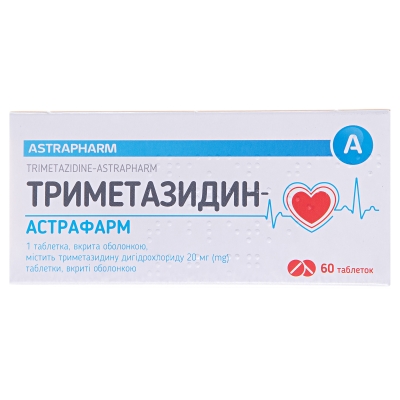 ASTRAPHARM
A
TRIMETAZIDINE-ASTRAPHARM
ТРИМЕТАЗИДИН-
АСТРАФАРМ
1 таблетка, вкрита оболонкою,
містить триметазидину дигідрохлориду 20 мг (mg)
таблетки, вкриті оболонкою
60 таблеток